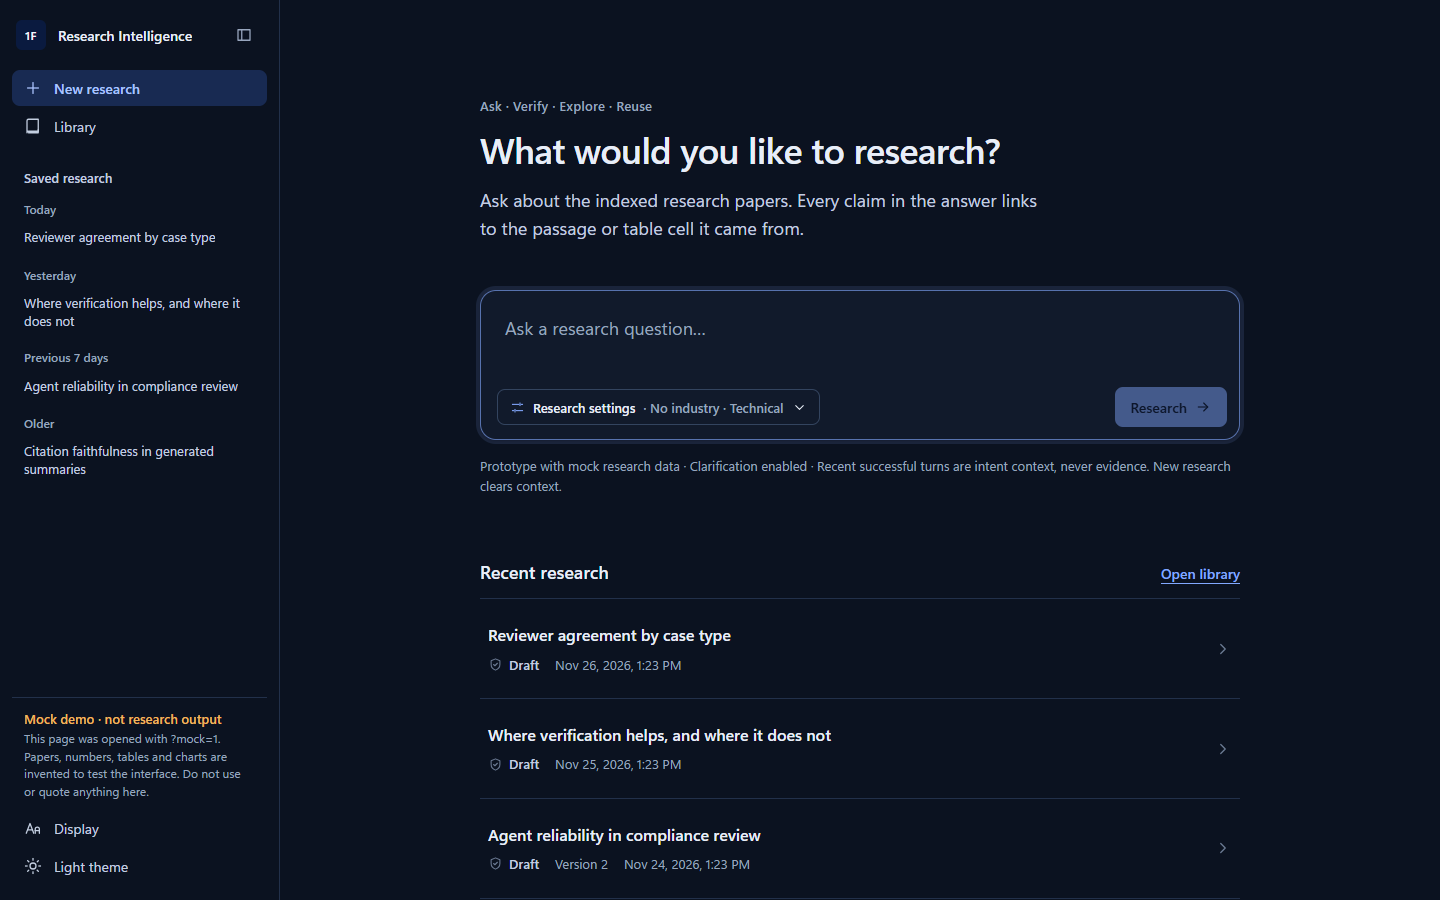 1F
Research Intelligence
New research
Library
Saved research
Today
Reviewer agreement by case type
Yesterday
Where verification helps, and where it
does not
Previous 7 days
Agent reliability in compliance review
Older
Citation faithfulness in generated
summaries
Mock demo · not research output
This page was opened with ?mock=1.
Papers, numbers, tables and charts are
invented to test the interface. Do not use
or quote anything here.
Display
Light theme
Ask · Verify · Explore · Reuse
What would you like to research?
Ask about the indexed research papers. Every claim in the answer links
to the passage or table cell it came from.
Ask a research question...
Research settings · No industry · Technical
Research
Prototype with mock research data · Clarification enabled · Recent successful turns are intent context, never evidence. New research
clears context.
Recent research
Open library
Reviewer agreement by case type
Draft Nov 26, 2026, 1:23 PM
Where verification helps, and where it does not
Draft Nov 25, 2026, 1:23 PM
Agent reliability in compliance review
Draft Version 2 Nov 24, 2026, 1:23 PM